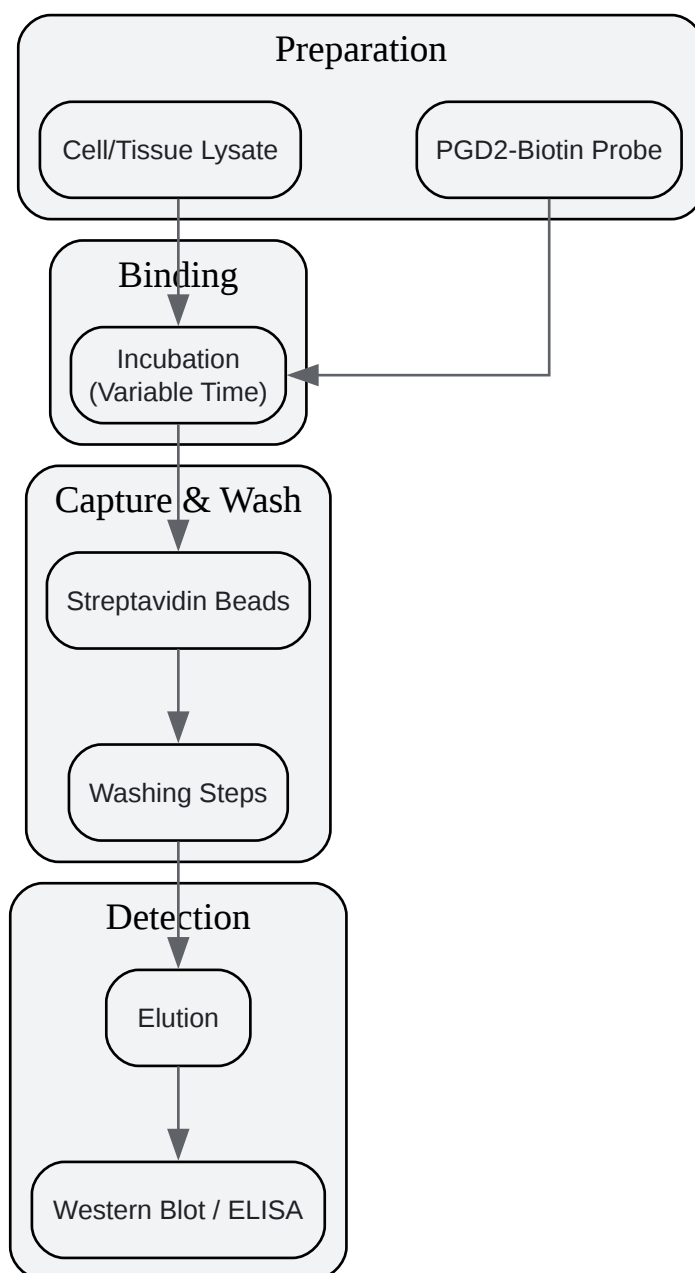 Preparation
Cell/Tissue Lysate
PGD2-Biotin Probe
Binding
Incubation
(Variable Time)
Capture & Wash
Streptavidin Beads
Washing Steps
Detection
Elution
Western Blot / ELISA